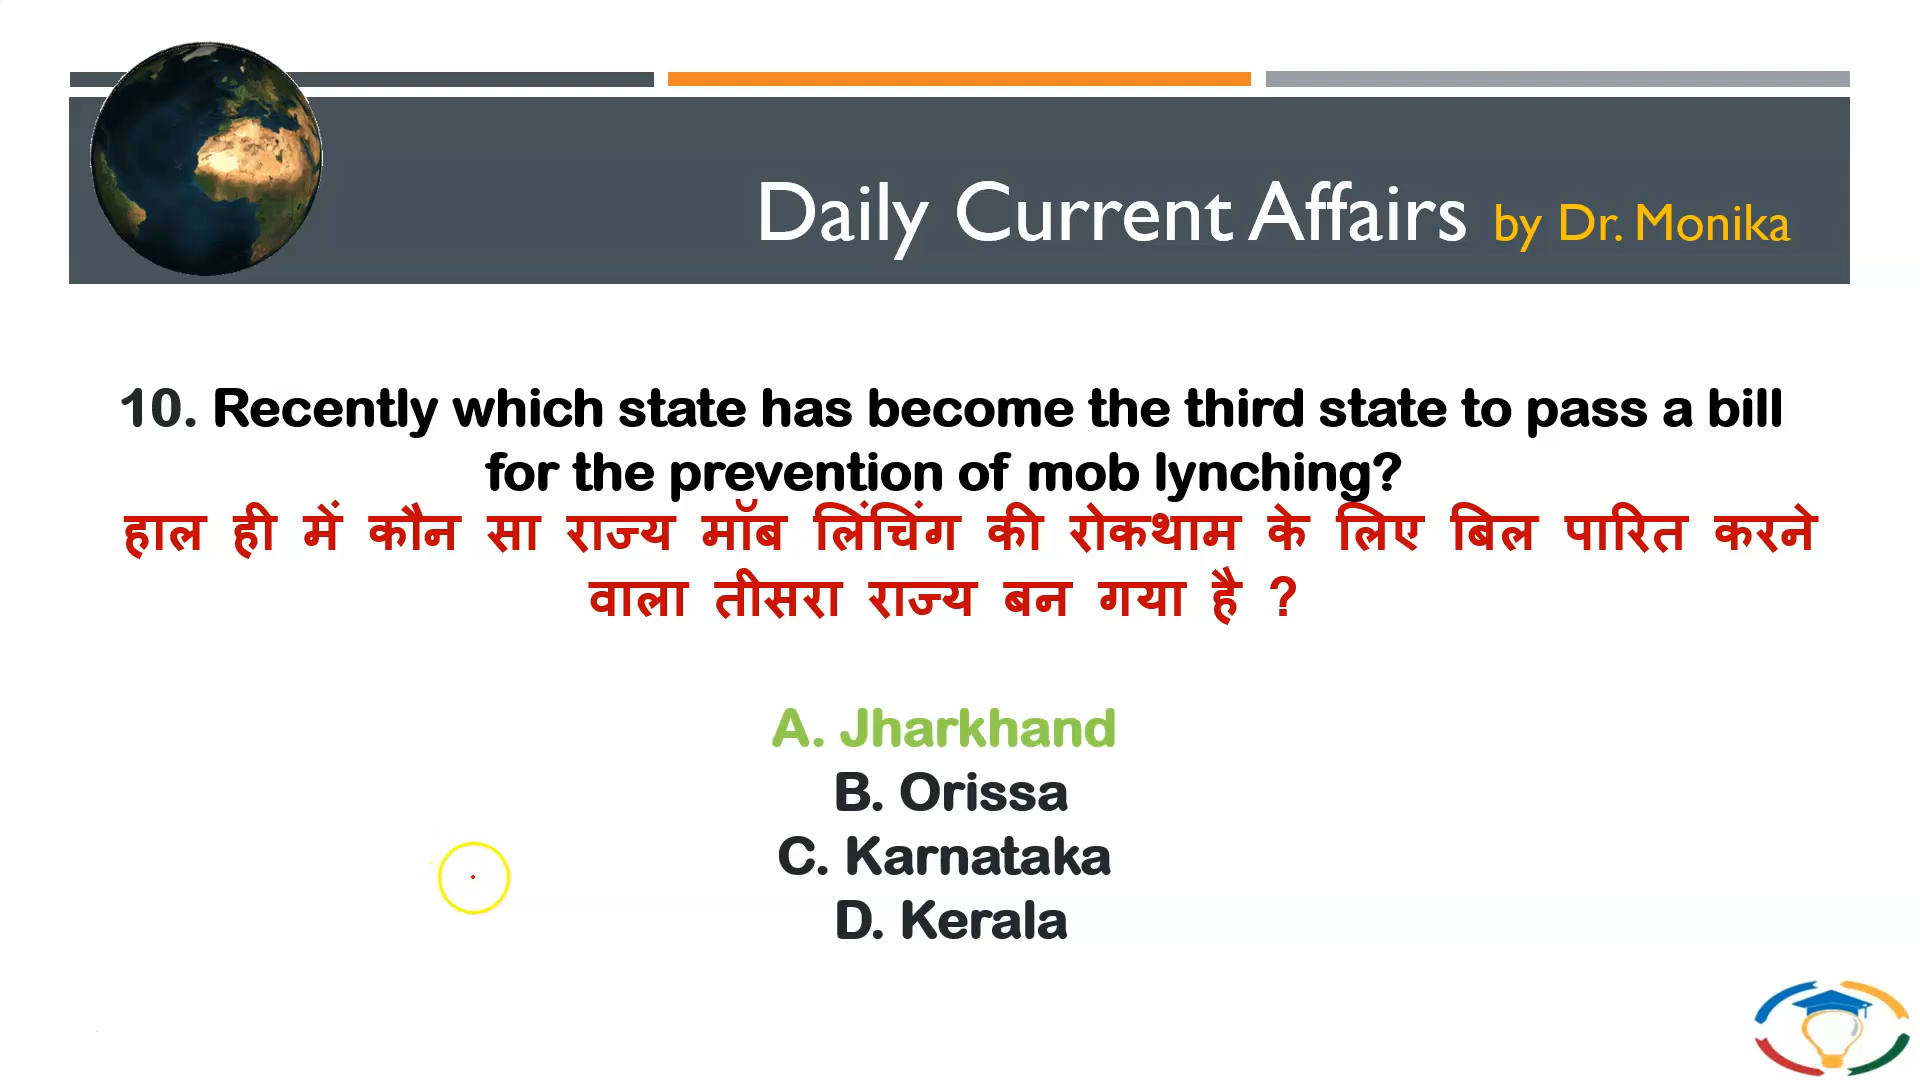 Daily Current Affairs by Dr. Monika
10. Recently which state has become the third state to pass a bill
for the prevention of mob lynching?
हाल ही में कौन सा राज्य मॉब लिंचिंग की रोकथाम के लिए बिल पारित करने
वाला तीसरा राज्य बन गया है ?
A. Jharkhand
B. Orissa
C. Karnataka
D. Kerala